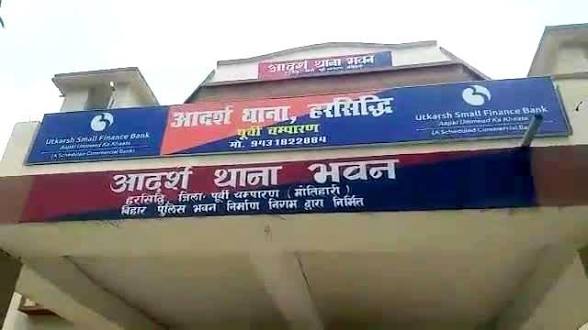 आदर्श थाना भवन
Utkarsh Small Finance Bank
Aapki Ummeed Ka Khaata
(A Scheduled Commercial Bank)
आदर्श थाना, हरसिद्धि
पूर्वी चम्पारण
मो. 9431822884
Utkarsh Small Finance Bank
Aapki Ummeed Ka Khaata
(A Scheduled Commercial Bank)
आदर्श थाना भवन
हरसिद्धि, जिला- पूर्वी चम्पारण (मोतिहारी)
बिहार पुलिस भवन निर्माण निगम द्वारा निर्मित